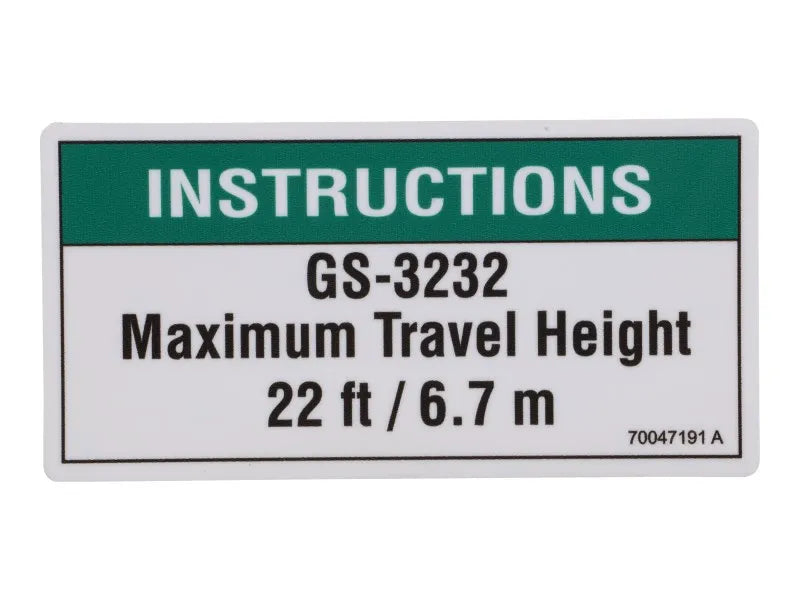 INSTRUCTIONS
GS-3232
Maximum Travel Height
22 ft / 6.7 m
70047191 A